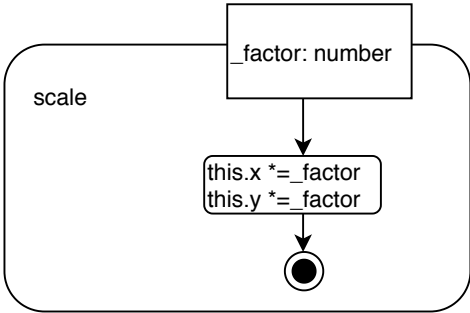 _factor: number
scale
this.x *=_factor
this.y *=_factor